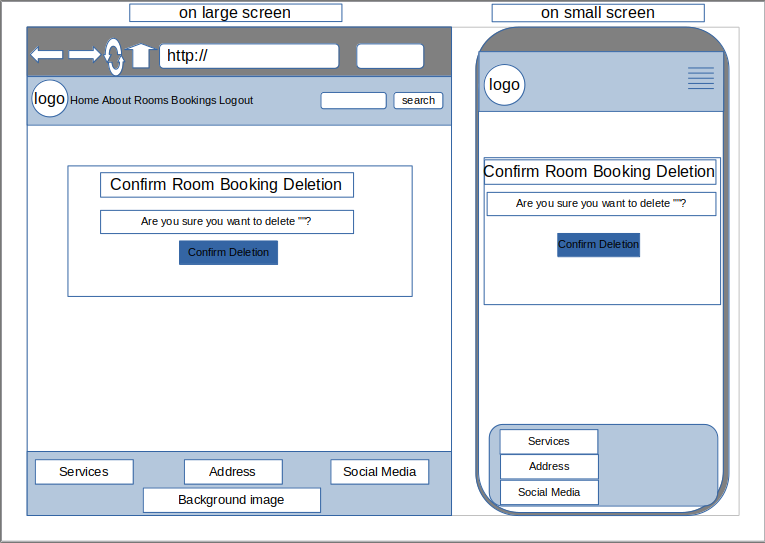 on large screen
http://
logo
Home About Rooms Bookings Logout
search
Confirm Room Booking Deletion
Are you sure you want to delete ""?
Confirm Deletion
Services
Address
Social Media
Background image
on small screen
logo
Confirm Room Booking Deletion
Are you sure you want to delete ""?
Confirm Deletion
Services
Address
Social Media